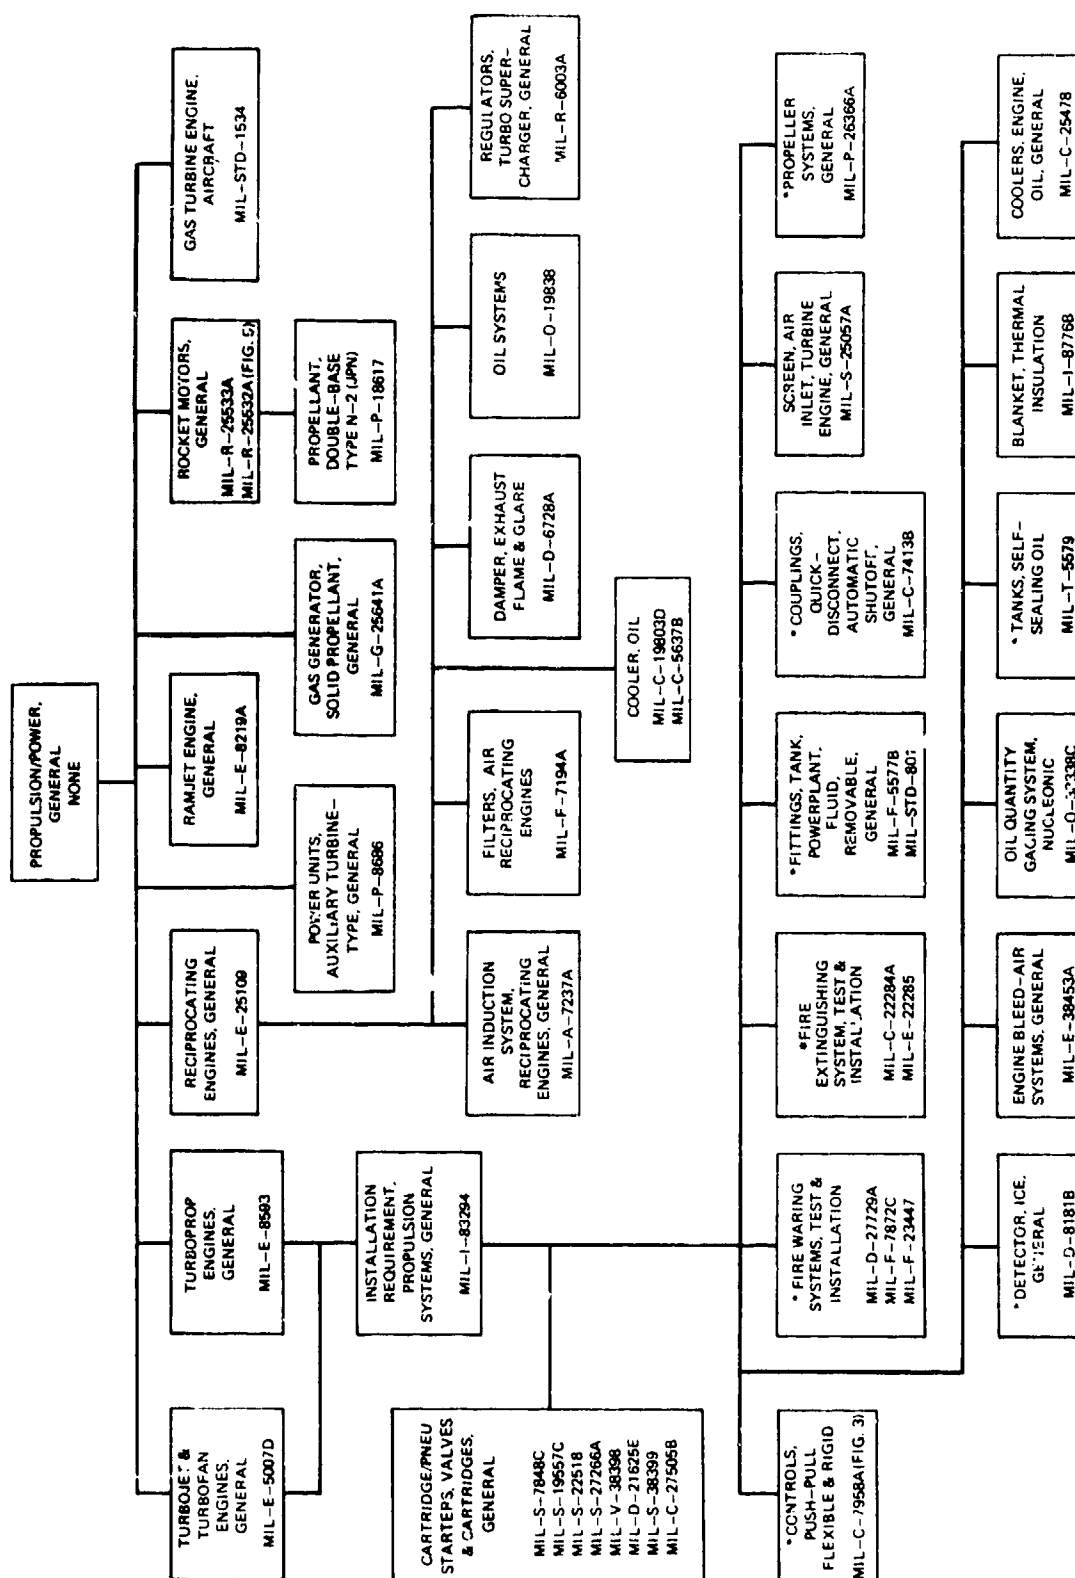 PROPULSION/POWER,
GENERAL
NONE
TURBOJET &
TURBOFAN
ENGINES,
GENERAL
MIL-E-5007D
TURBOPROP
ENGINES,
GENERAL
MIL-E-8593
RECIPROCATING
ENGINES, GENERAL
MIL-E-25109
RAMJET ENGINE,
GENERAL
MIL-E-8219A
ROCKET MOTORS,
GENERAL
MIL-R-25533A
MIL-R-25532A (FIG. 5)
GAS TURBINE ENGINE,
AIRCRAFT
MIL-STD-1534
POWER UNITS,
AUXILIARY TURBINE-
TYPE, GENERAL
MIL-P-8686
GAS GENERATOR,
SOLID PROPELLANT,
GENERAL
MIL-G-25641A
PROPELLANT,
DOUBLE-BASE
TYPE N-2 (JPN)
MIL-P-18617
INSTALLATION
REQUIREMENT,
PROPULSION
SYSTEMS, GENERAL
MIL-I-83294
AIR INDUCTION
SYSTEM,
RECIPROCATING
ENGINES, GENERAL
MIL-A-7237A
FILTERS, AIR
RECIPROCATING
ENGINES
MIL-F-7194A
DAMPER, EXHAUST
FLAME & GLARE
MIL-D-6728A
OIL SYSTEMS
MIL-O-19838
REGULATORS,
TURBO SUPER-
CHARGER, GENERAL
MIL-R-6003A
CARTRIDGE/PNEU
STARTERS, VALVES
& CARTRIDGES,
GENERAL
MIL-S-7848C
MIL-S-19557C
MIL-S-22518
MIL-S-27266A
MIL-V-38398
MIL-D-21625E
MIL-S-38399
MIL-C-27505B
COOLER, OIL
MIL-C-19803D
MIL-C-5637B
*CONTROLS,
PUSH-PULL
FLEXIBLE & RIGID
MIL-C-7958A (FIG. 3)
* FIRE WARING
SYSTEMS, TEST &
INSTALLATION
MIL-D-27729A
MIL-F-7872C
MIL-F-23447
*FIRE
EXTINGUISHING
SYSTEM, TEST &
INSTALLATION
MIL-C-22284A
MIL-E-22285
*FITTINGS, TANK,
POWERPLANT,
FLUID,
REMOVABLE,
GENERAL
MIL-F-5577B
* COUPLINGS,
QUICK-
DISCONNECT,
AUTOMATIC
SHUTOFF,
GENERAL
MIL-C-7413B
SCREEN, AIR
INLET, TURBINE
ENGINE, GENERAL
MIL-S-25057A
*PROPELLER
SYSTEMS,
GENERAL
MIL-P-26366A
*DETECTOR, ICE,
GENERAL
MIL-D-8181B
ENGINE BLEED-AIR
SYSTEMS, GENERAL
MIL-E-38453A
OIL QUANTITY
GAGING SYSTEM,
NUCLEONIC
* TANKS, SELF-
SEALING OIL
MIL-T-5579
BLANKET, THERMAL
INSULATION
MIL-I-8776B
COOLERS, ENGINE,
OIL, GENERAL
MIL-C-25478